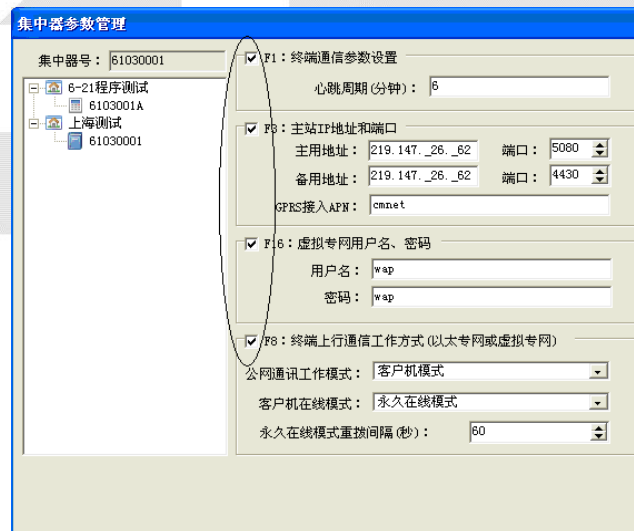 集中器参数管理
集中器号： 61030001
6-21程序测试
6103001A
上海测试
61030001
F1：终端通信参数设置
心跳周期(分钟)： 6
F3：主站IP地址和端口
主用地址： 219.147._26._62 端口： 5080
备用地址： 219.147._26._62 端口： 4430
GPRS接入APN： cmnet
F16：虚拟专网用户名、密码
用户名： wap
密码： wap
F8：终端上行通信工作方式(以太专网或虚拟专网)
公网通讯工作模式： 客户机模式
客户机在线模式： 永久在线模式
永久在线模式重拨间隔(秒)： 60